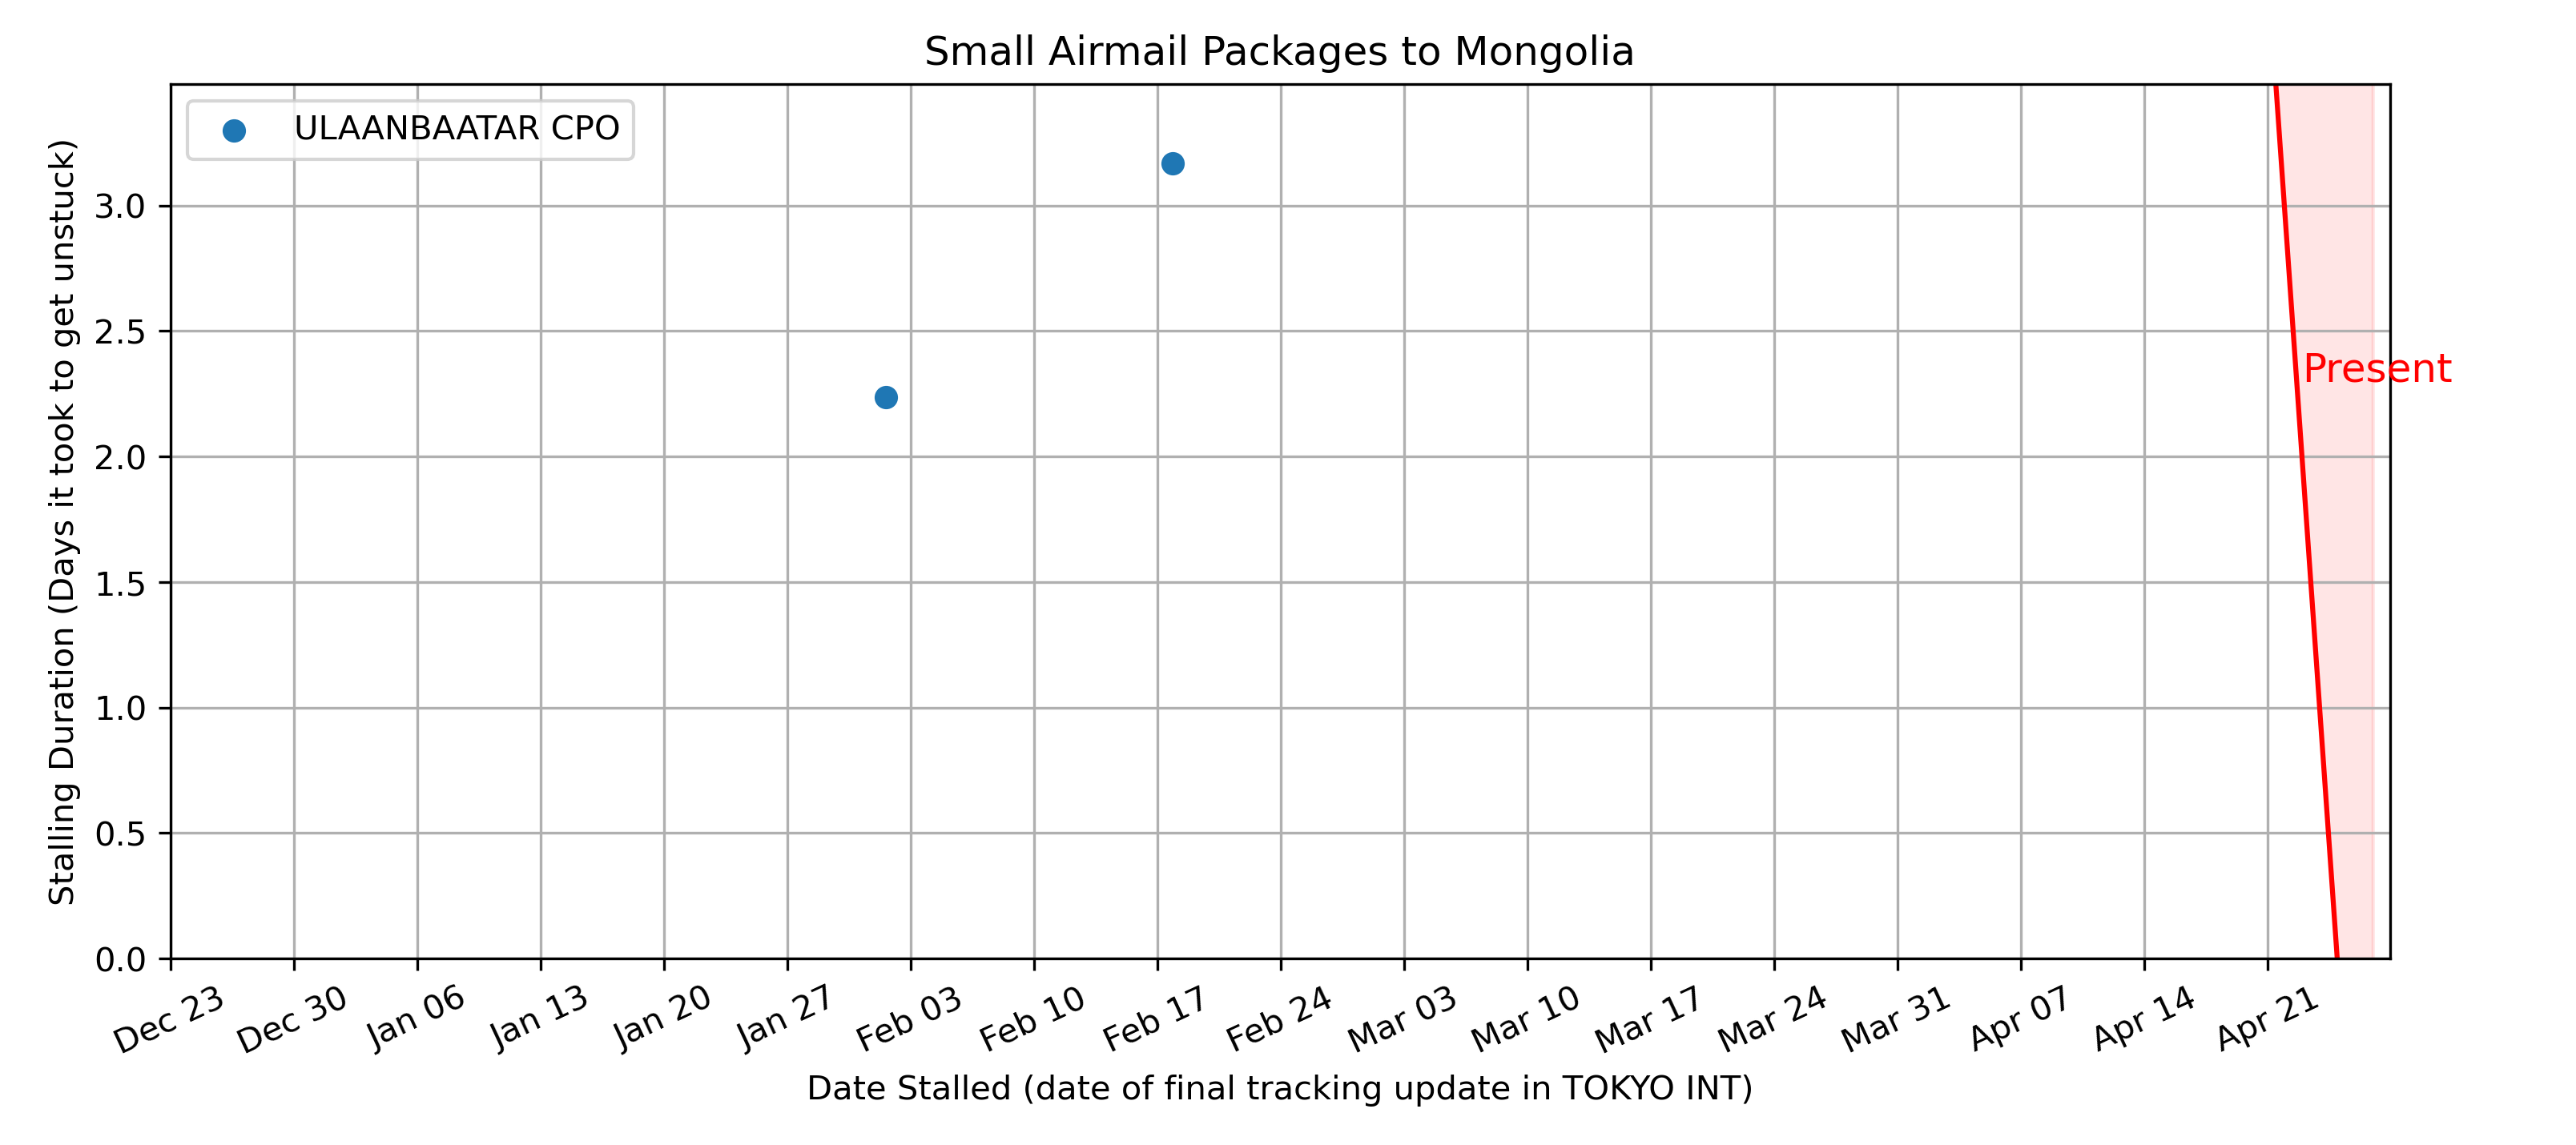 Small Airmail Packages to Mongolia
ULAANBAATAR CPO
Stalling Duration (Days it took to get unstuck)
3.0
2.5
2.0
1.5
1.0
0.5
0.0
Present
Dec 23 Dec 30 Jan 06 Jan 13 Jan 20 Jan 27 Feb 03 Feb 10 Feb 17 Feb 24 Mar 03 Mar 10 Mar 17 Mar 24 Mar 31 Apr 07 Apr 14 Apr 21
Date Stalled (date of final tracking update in TOKYO INT)